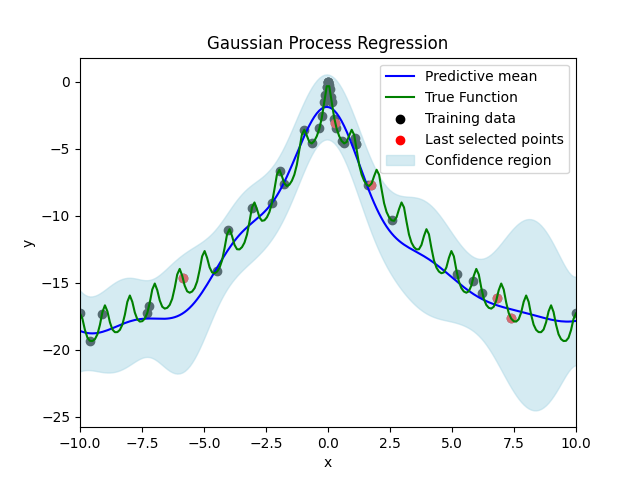 Gaussian Process Regression
Predictive mean
True Function
Training data
Last selected points
Confidence region
y
0
−5
−10
−15
−20
−25
−10.0 −7.5 −5.0 −2.5 0.0 2.5 5.0 7.5 10.0
x